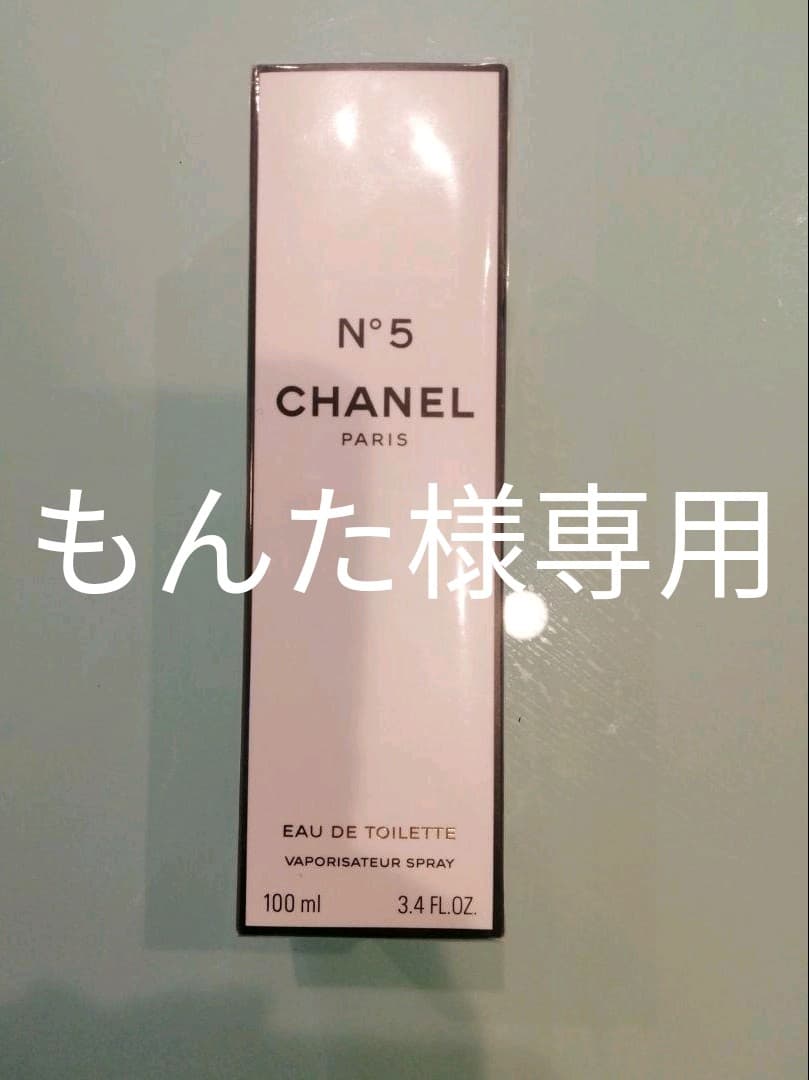 N°5
CHANEL
PARIS
もんた様専用
EAU DE TOILETTE
VAPORISATEUR SPRAY
100 ml 3.4 FL.OZ.